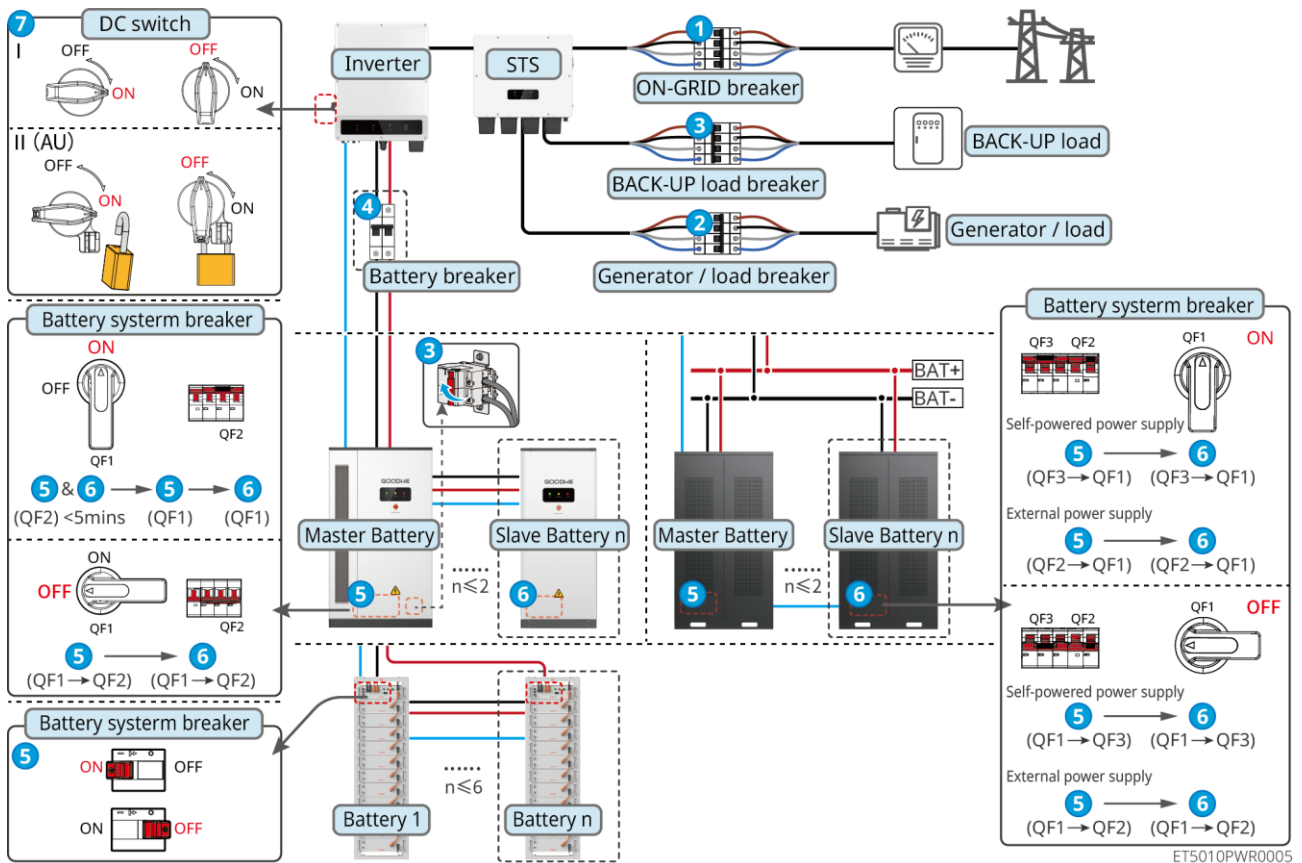 7
DC switch
I
OFF
ON
OFF
ON
II (AU)
OFF
ON
OFF
ON
Inverter
STS
1
ON-GRID breaker
3
BACK-UP load breaker
BACK-UP load
2
Generator / load breaker
Generator / load
4
Battery breaker
Battery systerm breaker
ON
OFF
QF1
QF2
5 & 6 → 5 → 6
(QF2) <5mins (QF1) (QF1)
ON
OFF
QF1
QF2
5 → 6
(QF1→QF2) (QF1→QF2)
Battery systerm breaker
5
ON
OFF
ON
OFF
3
GOODWE
GOODWE
Master Battery
Slave Battery n
n≤2
5
6
BAT+
BAT-
Master Battery
Slave Battery n
n≤2
5
6
Battery 1
Battery n
n≤6
Battery systerm breaker
QF3 QF2
QF1
ON
Self-powered power supply
5 → 6
(QF3→QF1) (QF3→QF1)
External power supply
5 → 6
(QF2→QF1) (QF2→QF1)
QF3 QF2
QF1
OFF
Self-powered power supply
5 → 6
(QF1→QF3) (QF1→QF3)
External power supply
5 → 6
(QF1→QF2) (QF1→QF2)
ET5010PWR0005